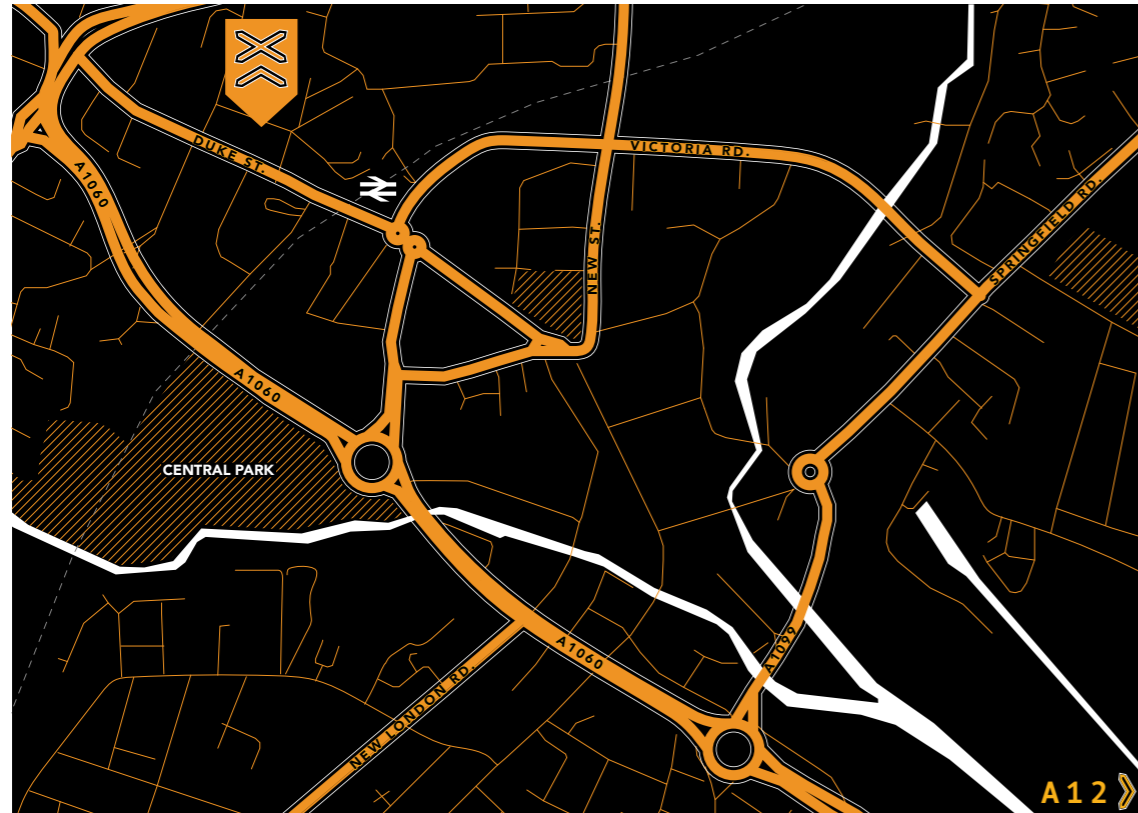 DUKE ST.
VICTORIA RD.
A1060
SPRINGFIELD RD.
NEW ST.
A1060
CENTRAL PARK
A1099
A1060
NEW LONDON RD.
A12